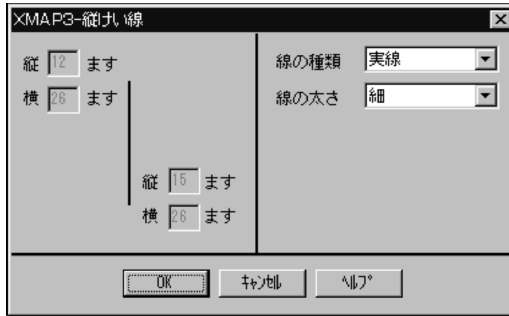 XMAP3-縦けい線
縦 12 ます
横 26 ます
縦 15 ます
横 26 ます
線の種類 実線
線の太さ 細
OK ｷｬﾝｾﾙ ﾍﾙﾌﾟ